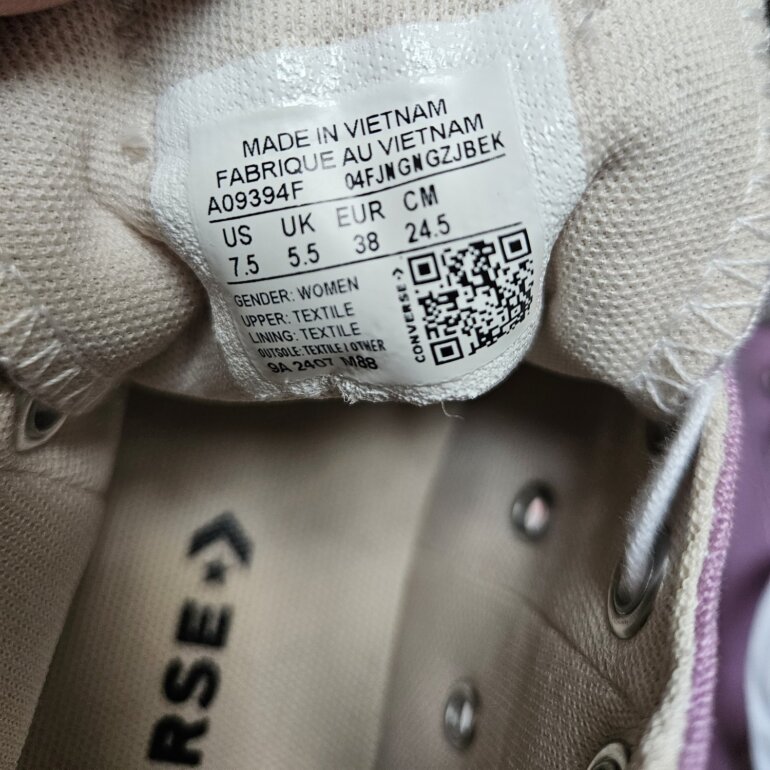 MADE IN VIETNAM
FABRIQUE AU VIETNAM
A09394F 04FJNGNGZJBEK
US UK EUR CM
7.5 5.5 38 24.5
GENDER: WOMEN
UPPER: TEXTILE
LINING: TEXTILE
OUTSOLE: TEXTILE / OTHER
9A 2407 M88
CONVERSE
RSE